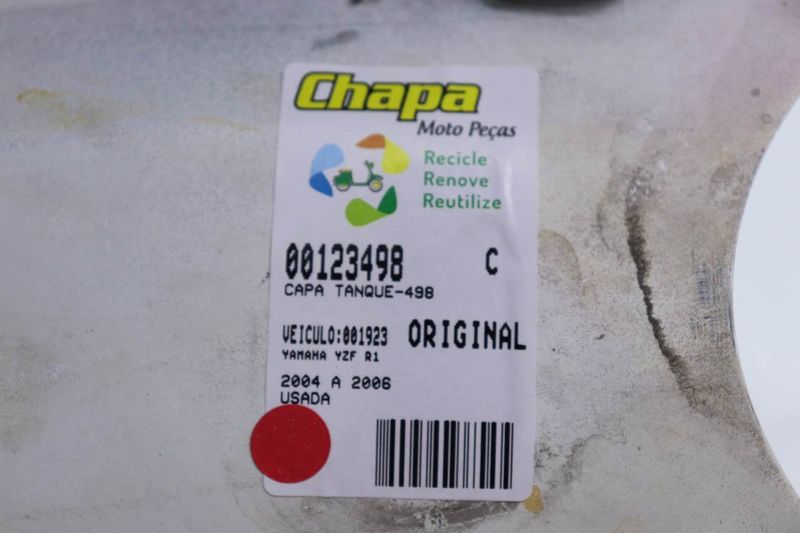 Chapa
Moto Peças
Recicle
Renove
Reutilize
00123498 C
CAPA TANQUE-498
VEICULO:001923 ORIGINAL
YAMAHA YZF R1
2004 A 2006
USADA